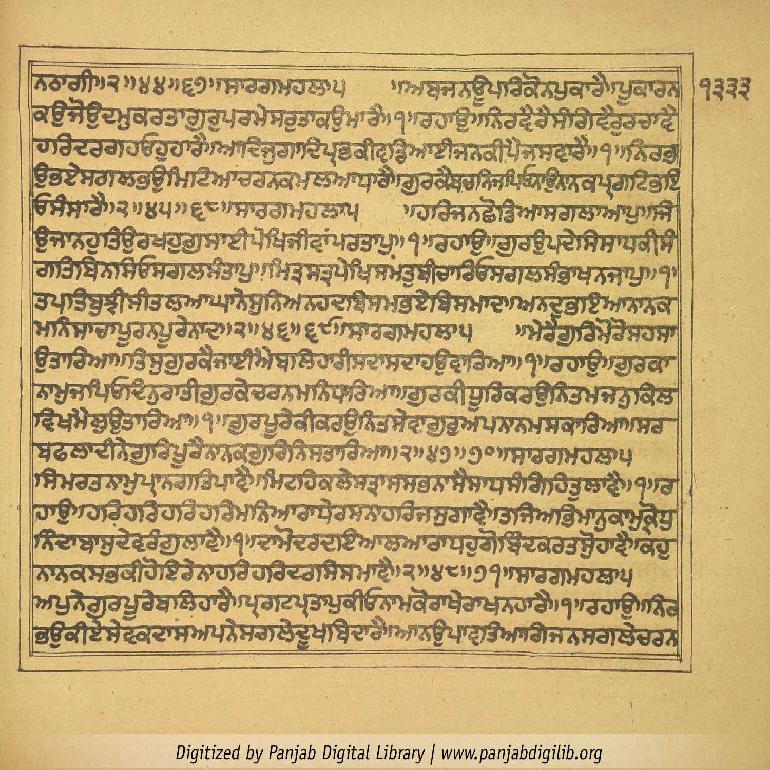 ਨਠਾਗੀ॥੨॥੪੪॥੬੭॥ਸਾਰਗਮਹਲਾ੫ ॥ਅਬਜਨਊਪਰਿਕੋਨਪੁਕਾਰੈ॥ਪੂਕਾਰਨ
੧੩੩੩
ਕਉਜੋਉਦਮੁਕਰਤਾਗੁਰੁਪਰਮੇਸਰੁਤਾਕਉਮਾਰੈ॥੧॥ਰਹਾਉ॥ਨਿਰਵੈਰੈਸੰਗਿਵੈਰੁਰਚਾਵੈ
ਹਰਿਦਰਗਹਓਹੁਹਾਰੈ॥ਆਦਿਜੁਗਾਦਿਪ੍ਰਭਕੀਵਡਿਆਈਜਨਕੀਪੈਜਸਵਾਰੈ॥੧॥ਨਿਰਭ
ਉਭਏਸਗਲਭਉਮਿਟਿਆਚਰਨਕਮਲਆਧਾਰੈ॥ਗੁਰਕੈਬਚਨਿਜਪਿਓਨਾਉਨਾਨਕਪ੍ਰਗਟਿਭਇ
ਓਸੰਸਾਰੈ॥੨॥੪੫॥੬੮॥ਸਾਰਗਮਹਲਾ੫ ॥ਹਰਿਜਨਛੋਡਿਆਸਗਲਾਆਪੁ॥ਜਿ
ਉਜਾਨਹੁਤਿਉਰਖਹੁਗੁਸਾਈਪੇਖਿਜੀਵਾਂਪਰਤਾਪੁ॥੧॥ਰਹਾਉ॥ਗੁਰਉਪਦੇਸਿਸਾਧਕੀਸੰ
ਗਤਿਬਿਨਸਿਓਸਗਲਸੰਤਾਪੁ॥ਮਿਤ੍ਰਸਤ੍ਰਪੇਖਿਸਮਤੁਬੀਚਾਰਿਓਸਗਲਸੰਭਾਖਨਜਾਪੁ॥੧॥
ਤਪਤਿਬੁਝੀਸੀਤਲਆਘਾਨੇਸੁਨਿਅਨਹਦਬਿਸਮਭਏਬਿਸਮਾਦ॥ਅਨਦੁਭਇਆਨਾਨਕ
ਮਨਿਸਾਚਾਪੂਰਨਪੂਰੇਨਾਦ॥੨॥੪੬॥੬੯॥ਸਾਰਗਮਹਲਾ੫ ॥ਮੇਰੈਗੁਰਿਮੋਰੋਸਹਸਾ
ਉਤਾਰਿਆ॥ਤਿਸੁਗੁਰਕੈਜਾਈਐਬਲਿਹਾਰੀਸਦਾਸਦਾਹਉਵਾਰਿਆ॥੧॥ਰਹਾਉ॥ਗੁਰਕਾ
ਨਾਮੁਜਪਿਓਦਿਨੁਰਾਤੀਗੁਰਕੇਚਰਨਮਨਿਧਾਰਿਆ॥ਗੁਰਕੀਧੂਰਿਕਰਉਨਿਤਮਜਨੁਕਿਲ
ਵਿਖਮੈਲੁਉਤਾਰਿਆ॥੧॥ਗੁਰਪੂਰੇਕੀਕਰਉਨਿਤਸੇਵਾਗੁਰੁਅਪਨਾਨਮਸਕਾਰਿਆ॥ਸਰ
ਬਫਲਾਦੀਨੇਗੁਰਿਪੂਰੈਨਾਨਕਗੁਰਿਨਿਸਤਾਰਿਆ॥੨॥੪੭॥੭੦॥ਸਾਰਗਮਹਲਾ੫
ਸਿਮਰਤਨਾਮੁਪ੍ਰਾਨਗਤਿਪਾਵੈ॥ਮਿਟਹਿਕਲੇਸਤ੍ਰਾਸਸਭਨਾਸੈਸਾਧਸੰਗਿਹਿਤੁਲਾਵੈ॥੧॥ਰ
ਹਾਉ॥ਹਰਿਹਰਿਹਰਿਹਰਿਮਨਿਆਰਾਧੇਰਸਨਹਰਿਜਸੁਗਾਵੈ॥ਤਜਿਅਭਿਮਾਨੁਕਾਮੁਕ੍ਰੋਧੁ
ਨਿੰਦਾਬਾਸੁਦੇਵਰੰਗੁਲਾਵੈ॥੧॥ਦਾਮੋਦਰਦਇਆਲਆਰਾਧਹੁਗੋਬਿੰਦਕਰਤਸੁੋਹਾਵੈ॥ਕਹੁ
ਨਾਨਕਸਭਕੀਹੋਇਰੇਨਾਹਰਿਹਰਿਦਰਸਿਸਮਾਵੈ॥੨॥੪੮॥੭੧॥ਸਾਰਗਮਹਲਾ੫
ਅਪੁਨੇਗੁਰਪੂਰੇਬਲਿਹਾਰੈ॥ਪ੍ਰਗਟਪ੍ਰਤਾਪੁਕੀਓਨਾਮਕੋਰਾਖੇਰਾਖਨਹਾਰੈ॥੧॥ਰਹਾਉ॥ਨਿਰ
ਭਉਕੀਏਸੇਵਕਦਾਸਅਪਨੇਸਗਲੇਦੂਖਬਿਦਾਰੈ॥ਆਨਉਪਾਵਤਿਆਗਿਜਨਸਗਲੇਚਰਨ
Digitized by Panjab Digital Library | www.panjabdigilib.org